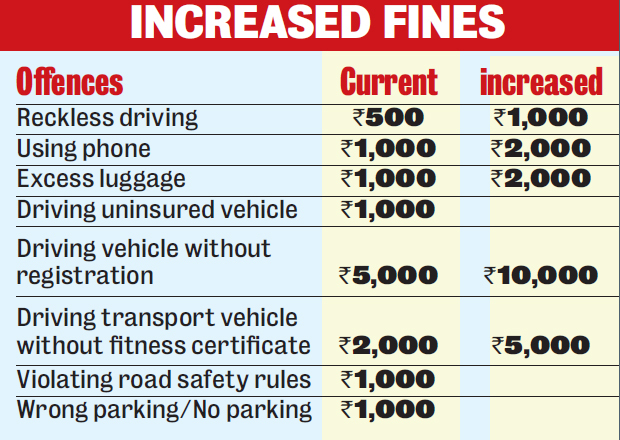 INCREASED FINES
Offences Current increased
Reckless driving ₹500 ₹1,000
Using phone ₹1,000 ₹2,000
Excess luggage ₹1,000 ₹2,000
Driving uninsured vehicle ₹1,000
Driving vehicle without
registration ₹5,000 ₹10,000
Driving transport vehicle
without fitness certificate ₹2,000 ₹5,000
Violating road safety rules ₹1,000
Wrong parking/No parking ₹1,000